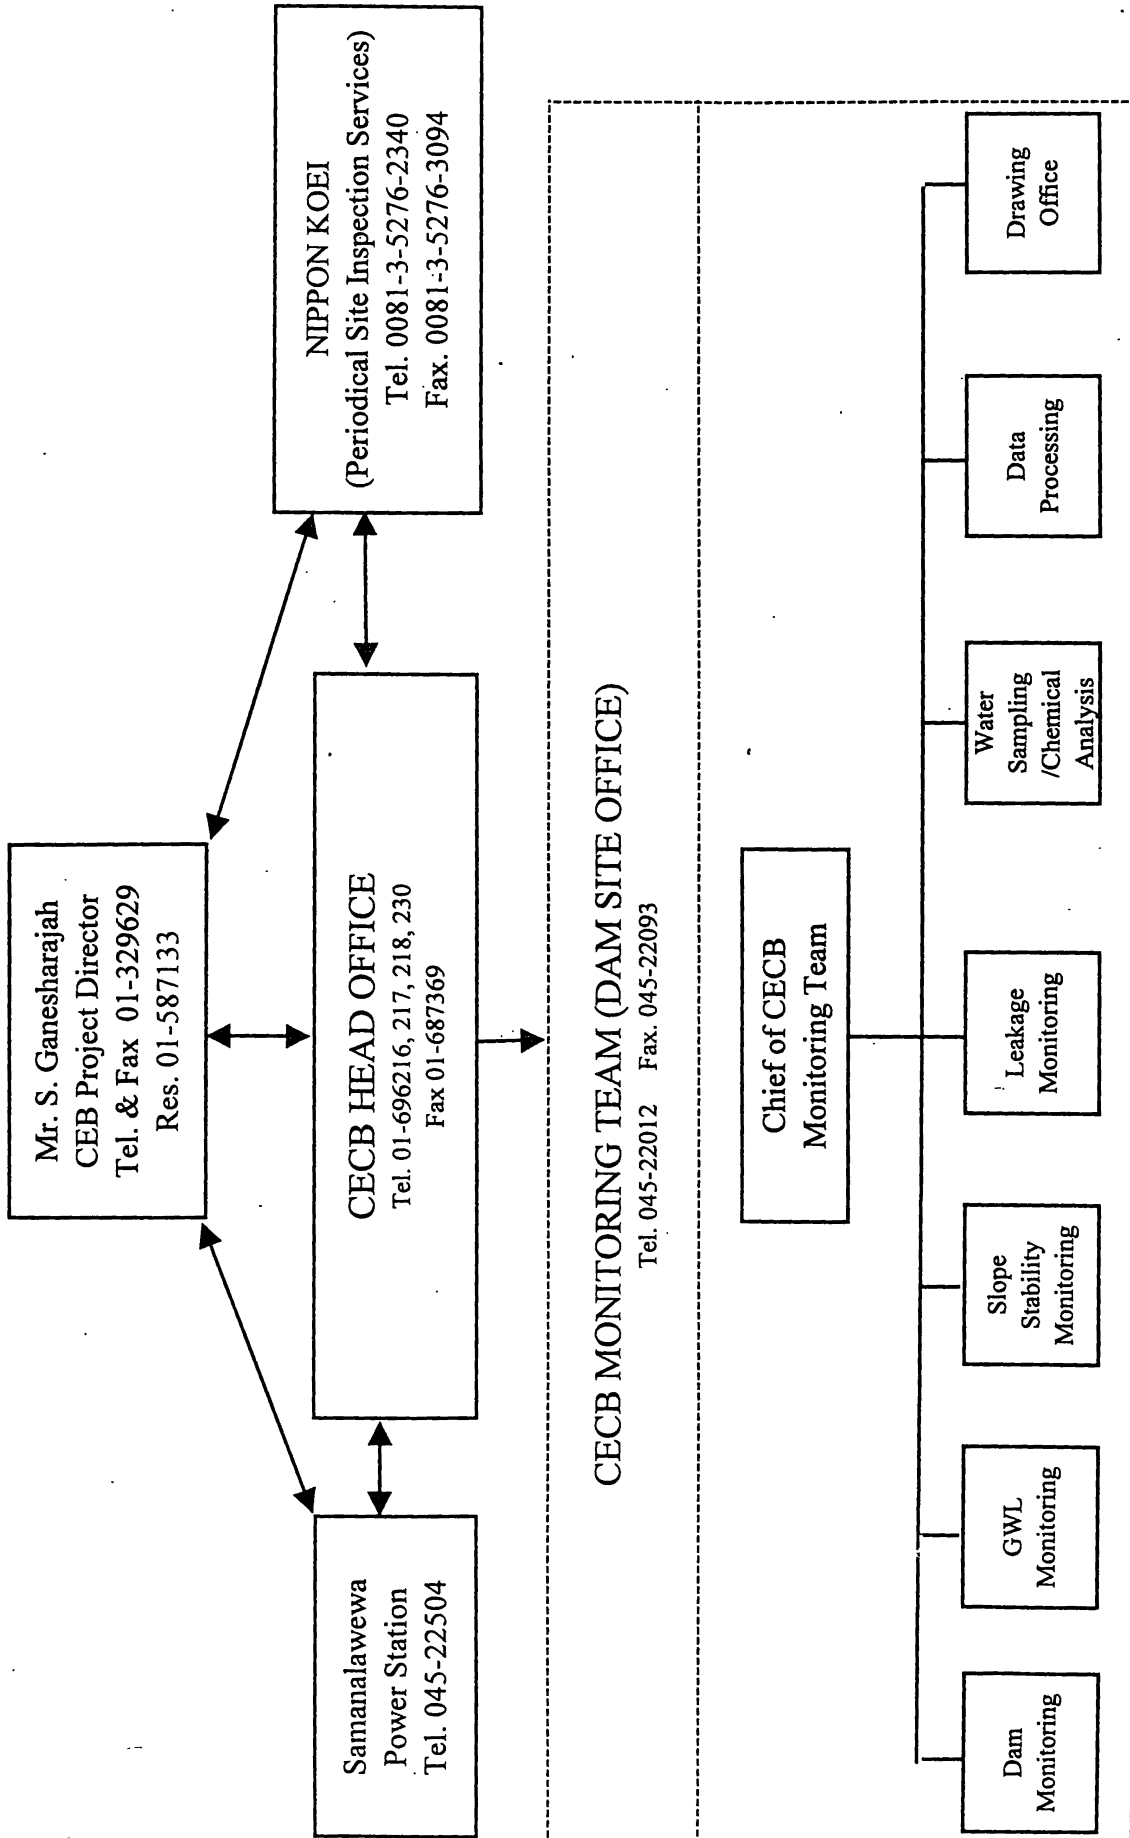 Mr. S. Ganesharajah
CEB Project Director
Tel. & Fax 01-329629
Res. 01-587133
Samanalawewa
Power Station
Tel. 045-22504
CECB HEAD OFFICE
Tel. 01-696216, 217, 218, 230
Fax 01-687369
NIPPON KOEI
(Periodical Site Inspection Services)
Tel. 0081-3-5276-2340
Fax. 0081-3-5276-3094
CECB MONITORING TEAM (DAM SITE OFFICE)
Tel. 045-22012 Fax. 045-22093
Chief of CECB
Monitoring Team
Dam
Monitoring
GWL
Monitoring
Slope
Stability
Monitoring
Leakage
Monitoring
Water
Sampling
/Chemical
Analysis
Data
Processing
Drawing
Office